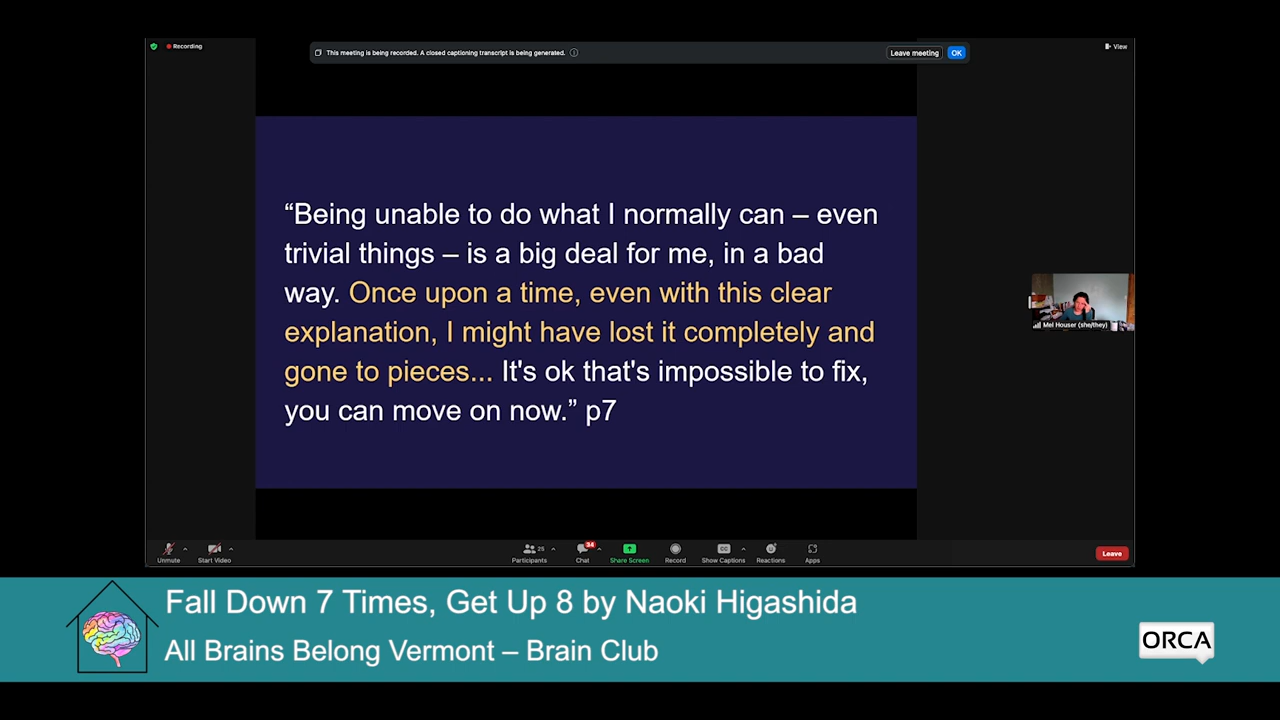 Recording
This meeting is being recorded. A closed captioning transcript is being generated.
Leave meeting
OK
View
“Being unable to do what I normally can – even
trivial things – is a big deal for me, in a bad
way. Once upon a time, even with this clear
explanation, I might have lost it completely and
gone to pieces... It's ok that's impossible to fix,
you can move on now.” p7
Mel Houser (she/they)
Unmute
Start Video
25
Participants
34
Chat
Share Screen
Record
CC
Show Captions
Reactions
Apps
Leave
Fall Down 7 Times, Get Up 8 by Naoki Higashida
All Brains Belong Vermont – Brain Club
ORCA